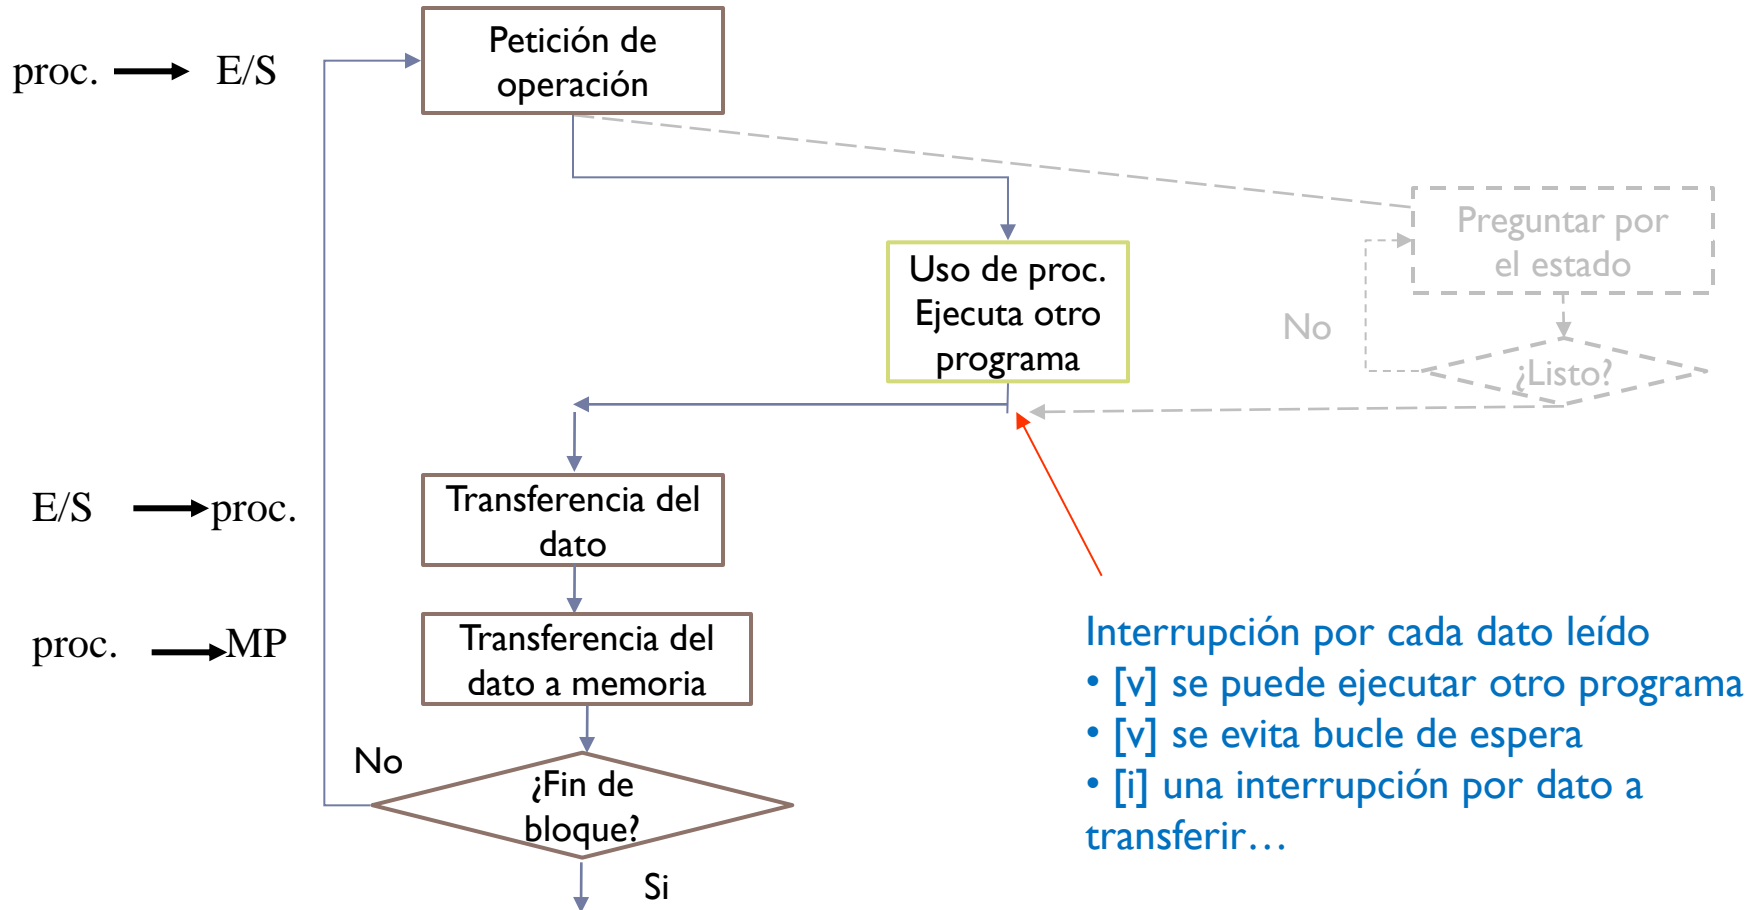 Petición de
operación
proc.
E/S
Preguntar por
el estado
Uso de proc.
Ejecuta otro
programa
No
¿Listo?
E/S
proc.
Transferencia del
dato
proc.
MP
Transferencia del
dato a memoria
Interrupción por cada dato leído
• [v] se puede ejecutar otro programa
• [v] se evita bucle de espera
• [i] una interrupción por dato a
transferir…
No
¿Fin de
bloque?
Si